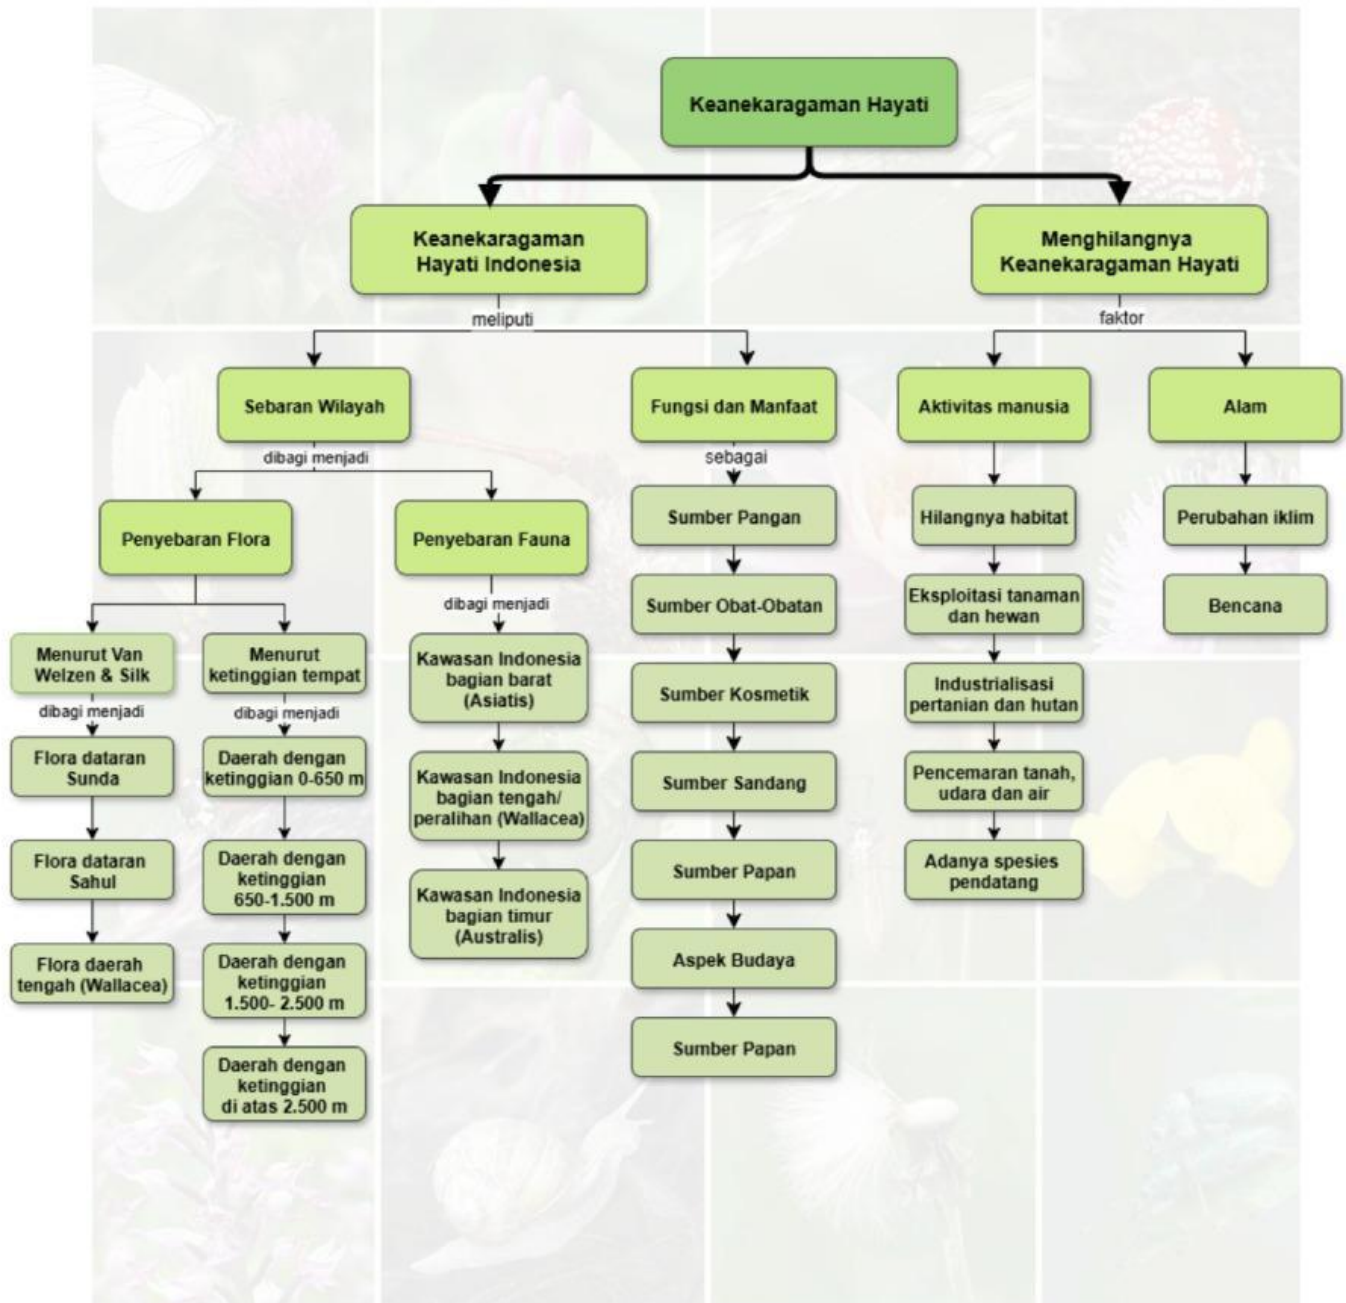 Keanekaragaman Hayati
Keanekaragaman
Hayati Indonesia
meliputi
Sebaran Wilayah
dibagi menjadi
Penyebaran Flora
Menurut Van
Welzen & Silk
dibagi menjadi
Flora dataran
Sunda
Flora dataran
Sahul
Flora daerah
tengah (Wallacea)
Menurut
ketinggian tempat
dibagi menjadi
Daerah dengan
ketinggian 0-650 m
Daerah dengan
ketinggian
650-1.500 m
Daerah dengan
ketinggian
1.500- 2.500 m
Daerah dengan
ketinggian
di atas 2.500 m
Penyebaran Fauna
dibagi menjadi
Kawasan Indonesia
bagian barat
(Asiatis)
Kawasan Indonesia
bagian tengah/
peralihan (Wallacea)
Kawasan Indonesia
bagian timur
(Australis)
Fungsi dan Manfaat
sebagai
Sumber Pangan
Sumber Obat-Obatan
Sumber Kosmetik
Sumber Sandang
Sumber Papan
Aspek Budaya
Sumber Papan
Menghilangnya
Keanekaragaman Hayati
faktor
Aktivitas manusia
Hilangnya habitat
Eksploitasi tanaman
dan hewan
Industrialisasi
pertanian dan hutan
Pencemaran tanah,
udara dan air
Adanya spesies
pendatang
Alam
Perubahan iklim
Bencana